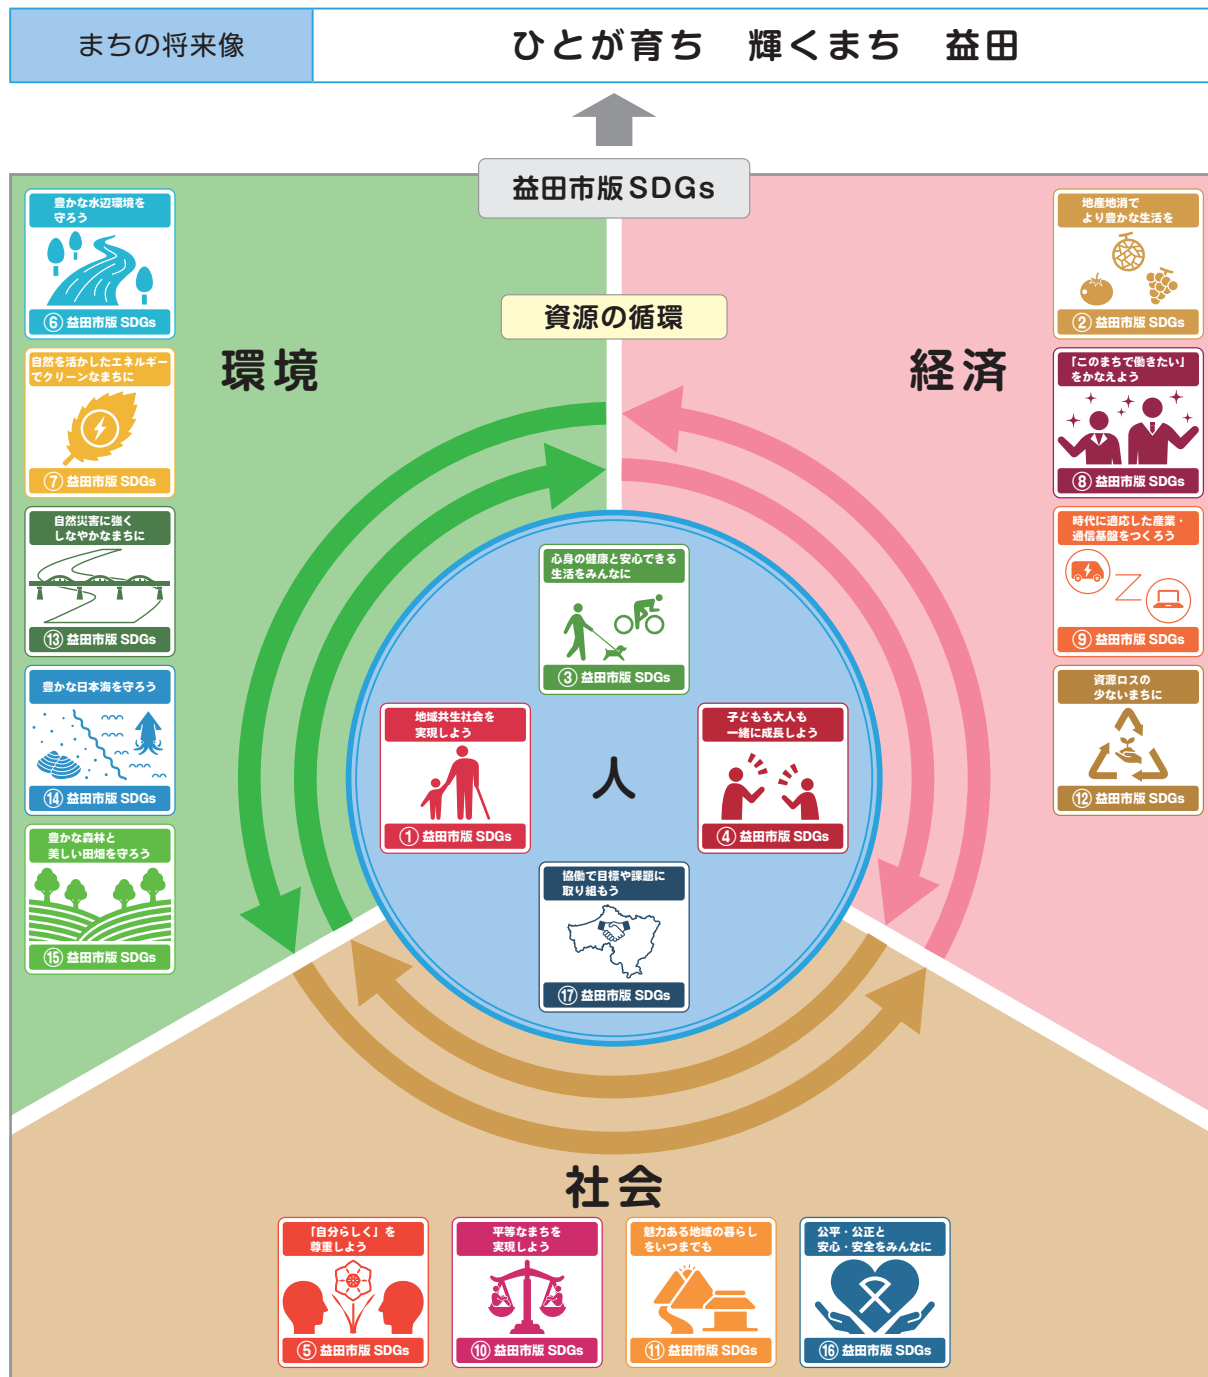 まちの将来像
ひとが育ち　輝くまち　益田
益田市版SDGs
資源の循環
環境
豊かな水辺環境を
守ろう
⑥ 益田市版 SDGs
自然を活かしたエネルギー
でクリーンなまちに
⑦ 益田市版 SDGs
自然災害に強く
しなやかなまちに
⑬ 益田市版 SDGs
豊かな日本海を守ろう
⑭ 益田市版 SDGs
豊かな森林と
美しい田畑を守ろう
⑮ 益田市版 SDGs
経済
地産地消で
より豊かな生活を
② 益田市版 SDGs
「このまちで働きたい」
をかなえよう
⑧ 益田市版 SDGs
時代に適応した産業・
通信基盤をつくろう
⑨ 益田市版 SDGs
資源ロスの
少ないまちに
⑫ 益田市版 SDGs
心身の健康と安心できる
生活をみんなに
③ 益田市版 SDGs
地域共生社会を
実現しよう
① 益田市版 SDGs
人
子どもも大人も
一緒に成長しよう
④ 益田市版 SDGs
協働で目標や課題に
取り組もう
⑰ 益田市版 SDGs
社会
「自分らしく」を
尊重しよう
⑤ 益田市版 SDGs
平等なまちを
実現しよう
⑩ 益田市版 SDGs
魅力ある地域の暮らし
をいつまでも
⑪ 益田市版 SDGs
公平・公正と
安心・安全をみんなに
⑯ 益田市版 SDGs